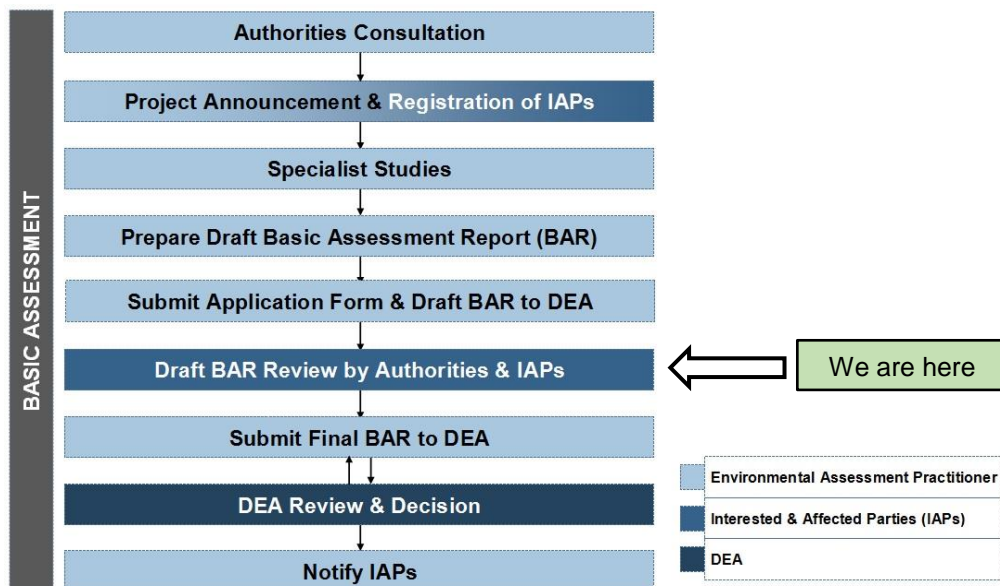 BASIC ASSESSMENT
Authorities Consultation
Project Announcement & Registration of IAPs
Specialist Studies
Prepare Draft Basic Assessment Report (BAR)
Submit Application Form & Draft BAR to DEA
Draft BAR Review by Authorities & IAPs
We are here
Submit Final BAR to DEA
DEA Review & Decision
Notify IAPs
Environmental Assessment Practitioner
Interested & Affected Parties (IAPs)
DEA